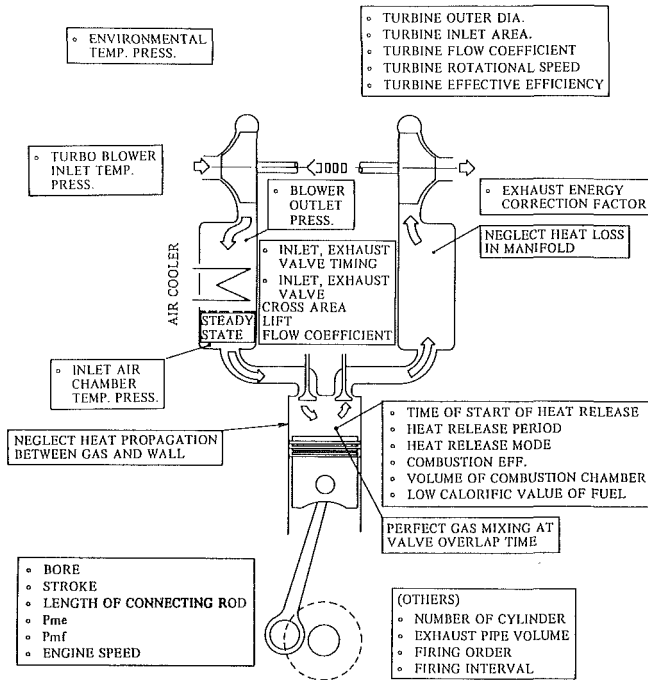 ◦ ENVIRONMENTAL
TEMP. PRESS.
◦ TURBINE OUTER DIA.
◦ TURBINE INLET AREA.
◦ TURBINE FLOW COEFFICIENT
◦ TURBINE ROTATIONAL SPEED
◦ TURBINE EFFECTIVE EFFICIENCY
◦ TURBO BLOWER
INLET TEMP.
PRESS.
◦ BLOWER
OUTLET
PRESS.
◦ EXHAUST ENERGY
CORRECTION FACTOR
NEGLECT HEAT LOSS
IN MANIFOLD
AIR COOLER
◦ INLET, EXHAUST
VALVE TIMING
◦ INLET, EXHAUST
VALVE
CROSS AREA
LIFT
FLOW COEFFICIENT
STEADY
STATE
◦ INLET AIR
CHAMBER
TEMP. PRESS.
NEGLECT HEAT PROPAGATION
BETWEEN GAS AND WALL
◦ TIME OF START OF HEAT RELEASE
◦ HEAT RELEASE PERIOD
◦ HEAT RELEASE MODE
◦ COMBUSTION EFF.
◦ VOLUME OF COMBUSTION CHAMBER
◦ LOW CALORIFIC VALUE OF FUEL
PERFECT GAS MIXING AT
VALVE OVERLAP TIME
◦ BORE
◦ STROKE
◦ LENGTH OF CONNECTING ROD
◦ Pme
◦ Pmf
◦ ENGINE SPEED
(OTHERS)
◦ NUMBER OF CYLINDER
◦ EXHAUST PIPE VOLUME
◦ FIRING ORDER
◦ FIRING INTERVAL